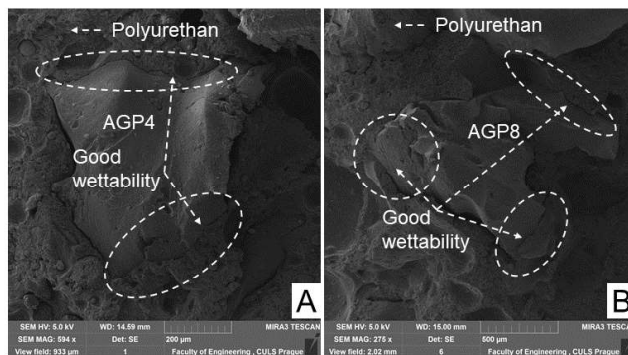 Polyurethan
AGP4
Good
wettability
A
SEM HV: 5.0 kV WD: 14.59 mm MIRA3 TESCAN
SEM MAG: 594 x Det: SE 200 µm
View field: 933 µm 1 Faculty of Engineering , CULS Prague
Polyurethan
AGP8
Good
wettability
B
SEM HV: 5.0 kV WD: 15.00 mm MIRA3 TESCAN
SEM MAG: 275 x Det: SE 500 µm
View field: 2.02 mm 6 Faculty of Engineering , CULS Prague